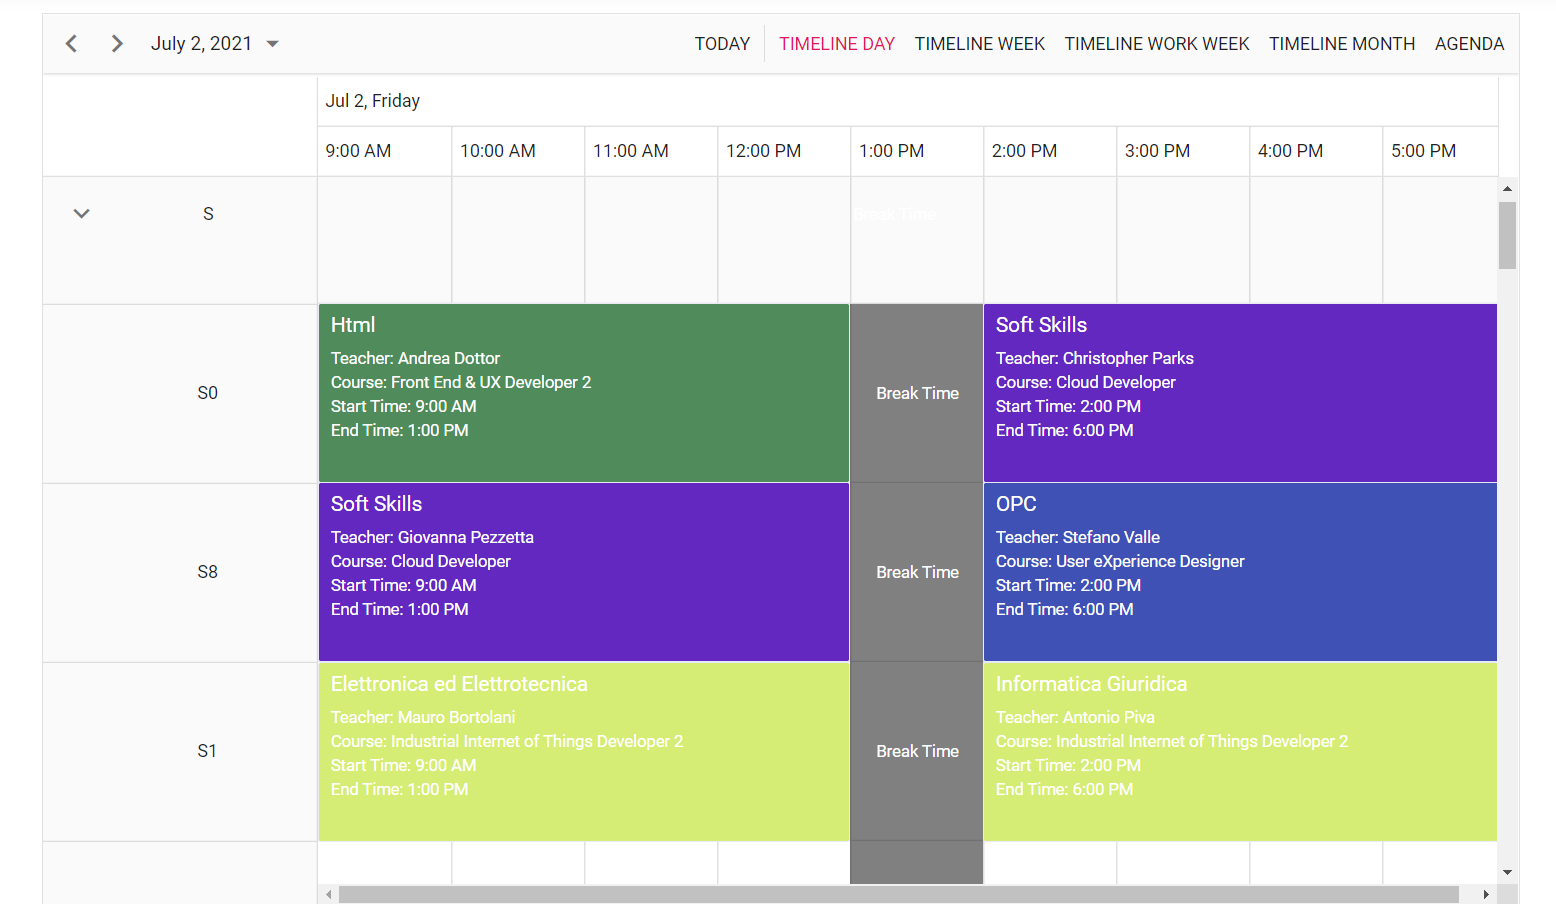 July 2, 2021
TODAY
TIMELINE DAY
TIMELINE WEEK
TIMELINE WORK WEEK
TIMELINE MONTH
AGENDA
Jul 2, Friday
9:00 AM
10:00 AM
11:00 AM
12:00 PM
1:00 PM
2:00 PM
3:00 PM
4:00 PM
5:00 PM
S
Break Time
S0
Html
Teacher: Andrea Dottor
Course: Front End & UX Developer 2
Start Time: 9:00 AM
End Time: 1:00 PM
Break Time
Soft Skills
Teacher: Christopher Parks
Course: Cloud Developer
Start Time: 2:00 PM
End Time: 6:00 PM
S8
Soft Skills
Teacher: Giovanna Pezzetta
Course: Cloud Developer
Start Time: 9:00 AM
End Time: 1:00 PM
Break Time
OPC
Teacher: Stefano Valle
Course: User eXperience Designer
Start Time: 2:00 PM
End Time: 6:00 PM
S1
Elettronica ed Elettrotecnica
Teacher: Mauro Bortolani
Course: Industrial Internet of Things Developer 2
Start Time: 9:00 AM
End Time: 1:00 PM
Break Time
Informatica Giuridica
Teacher: Antonio Piva
Course: Industrial Internet of Things Developer 2
Start Time: 2:00 PM
End Time: 6:00 PM